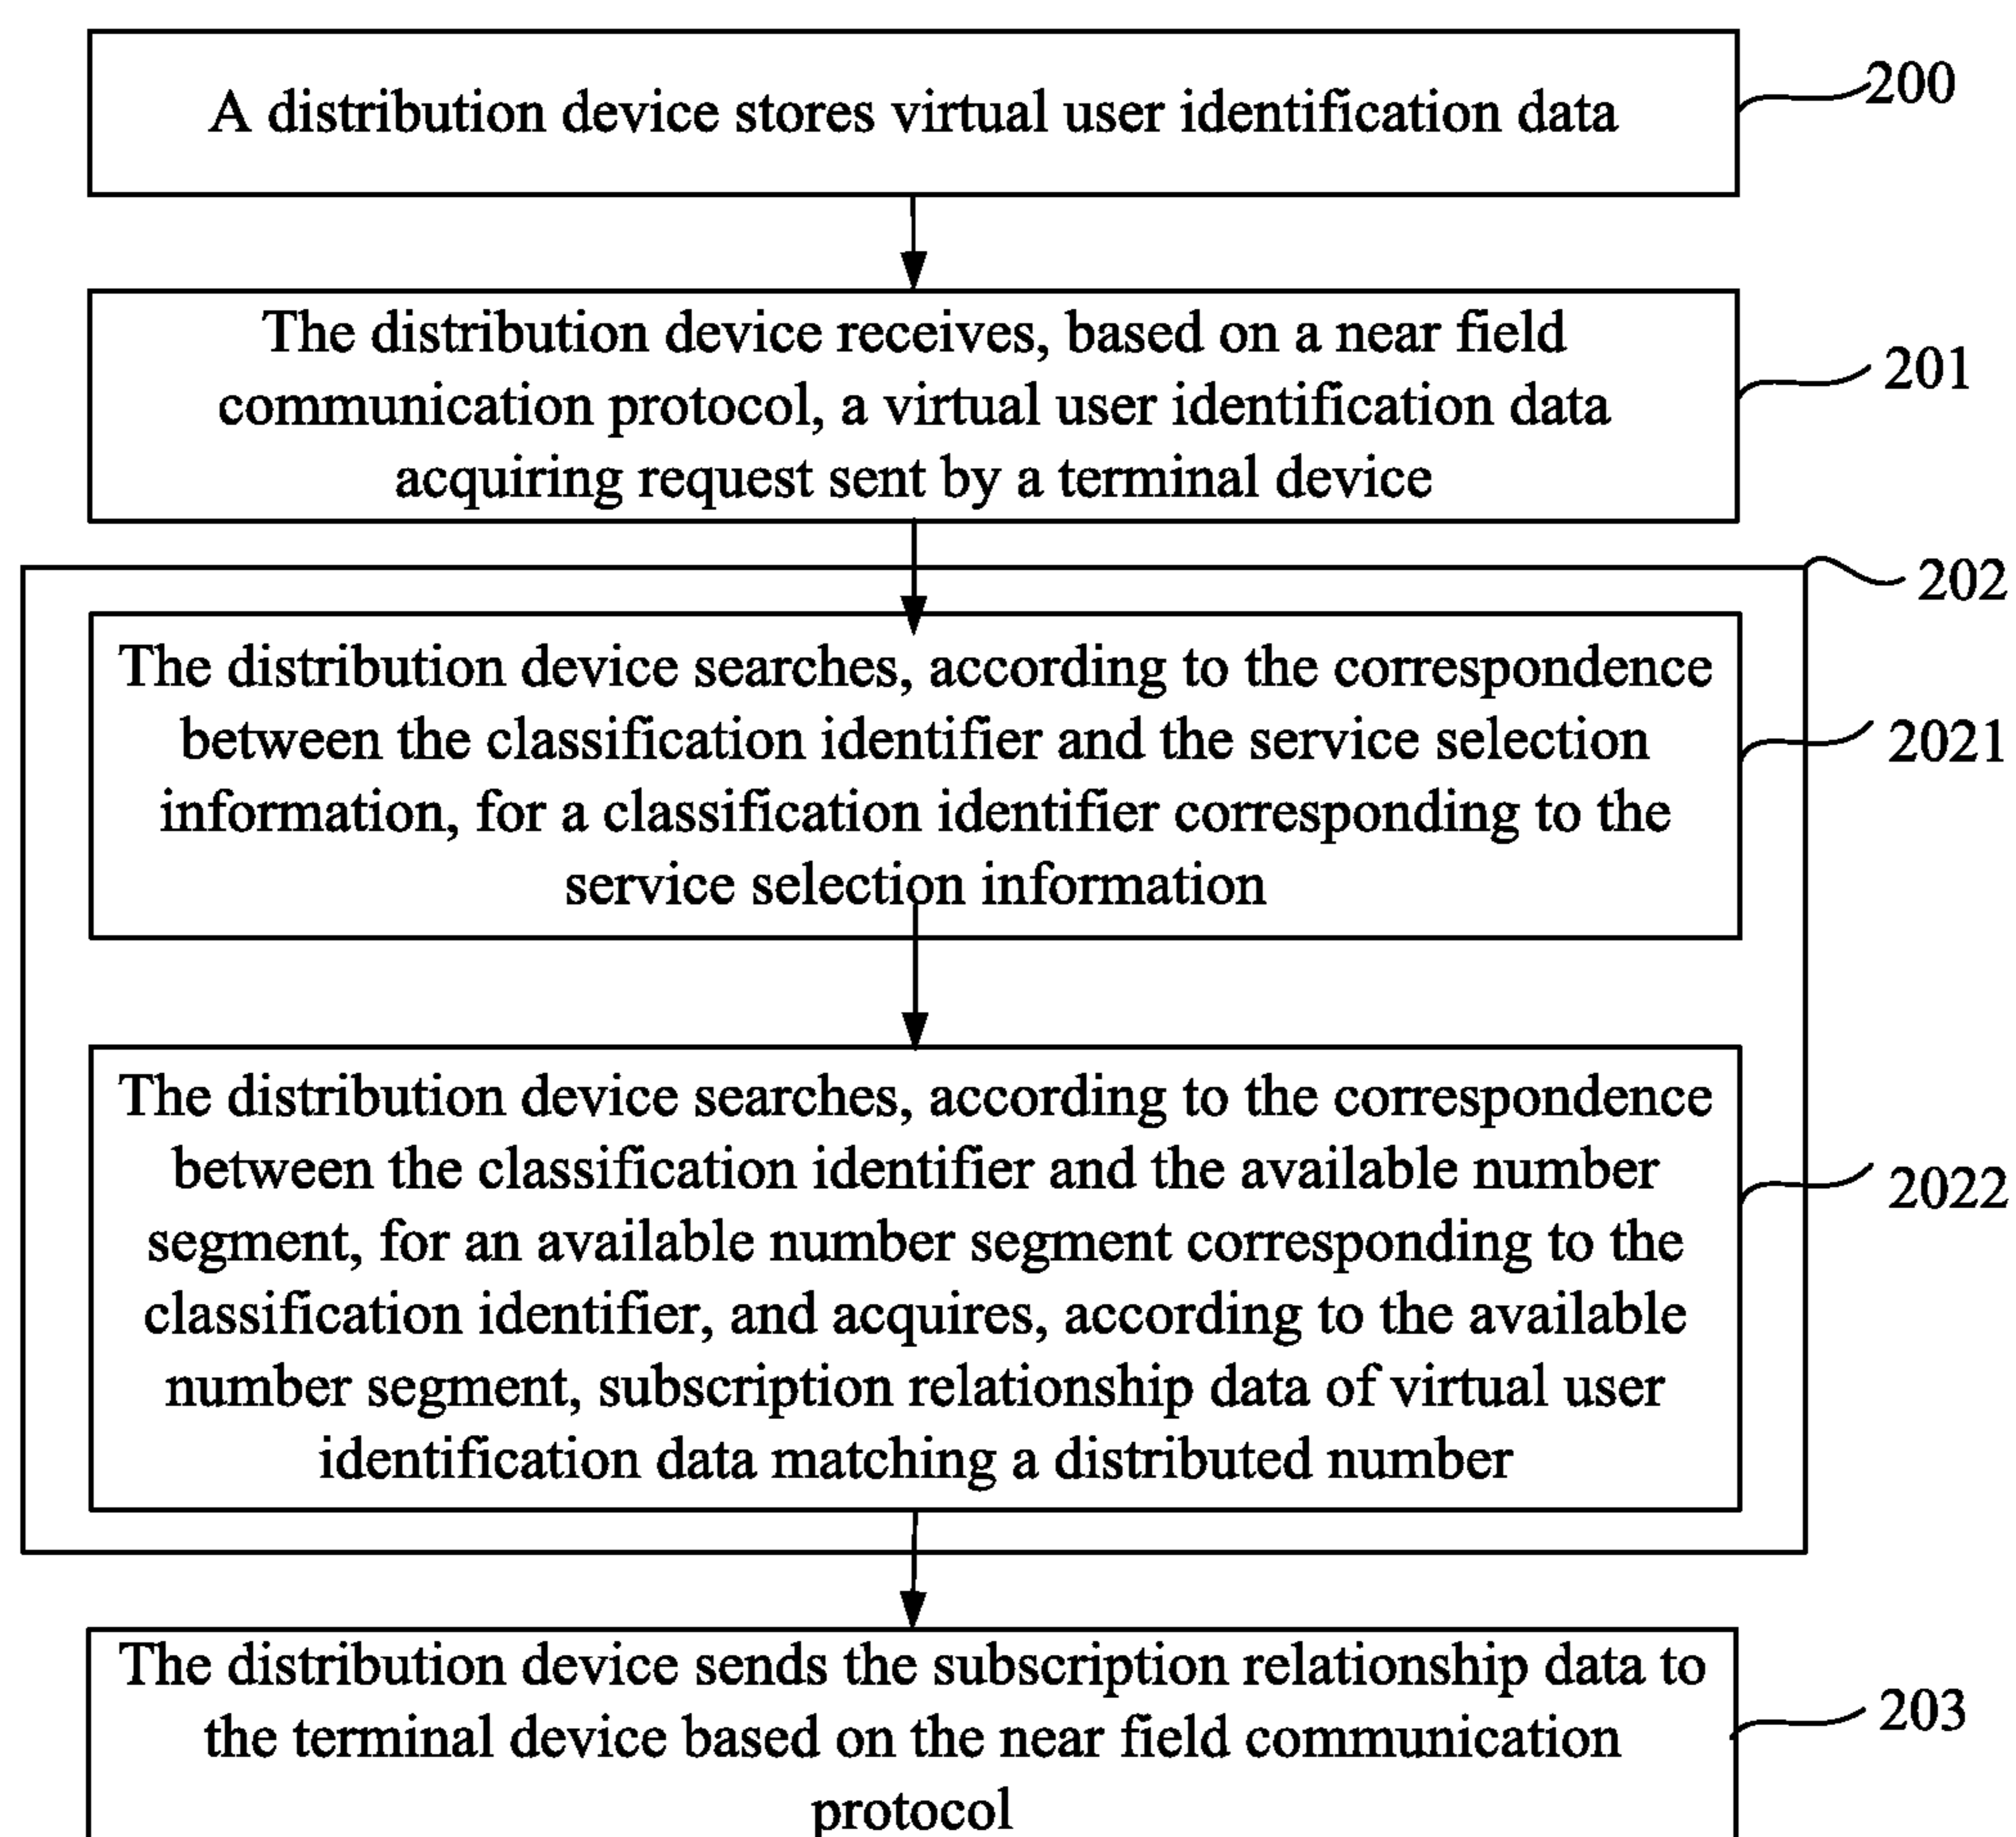 A distribution device stores virtual user identification data
200
The distribution device receives, based on a near field
communication protocol, a virtual user identification data
acquiring request sent by a terminal device
201
202
The distribution device searches, according to the correspondence
between the classification identifier and the service selection
information, for a classification identifier corresponding to the
service selection information
2021
The distribution device searches, according to the correspondence
between the classification identifier and the available number
segment, for an available number segment corresponding to the
classification identifier, and acquires, according to the available
number segment, subscription relationship data of virtual user
identification data matching a distributed number
2022
The distribution device sends the subscription relationship data to
the terminal device based on the near field communication
protocol
203